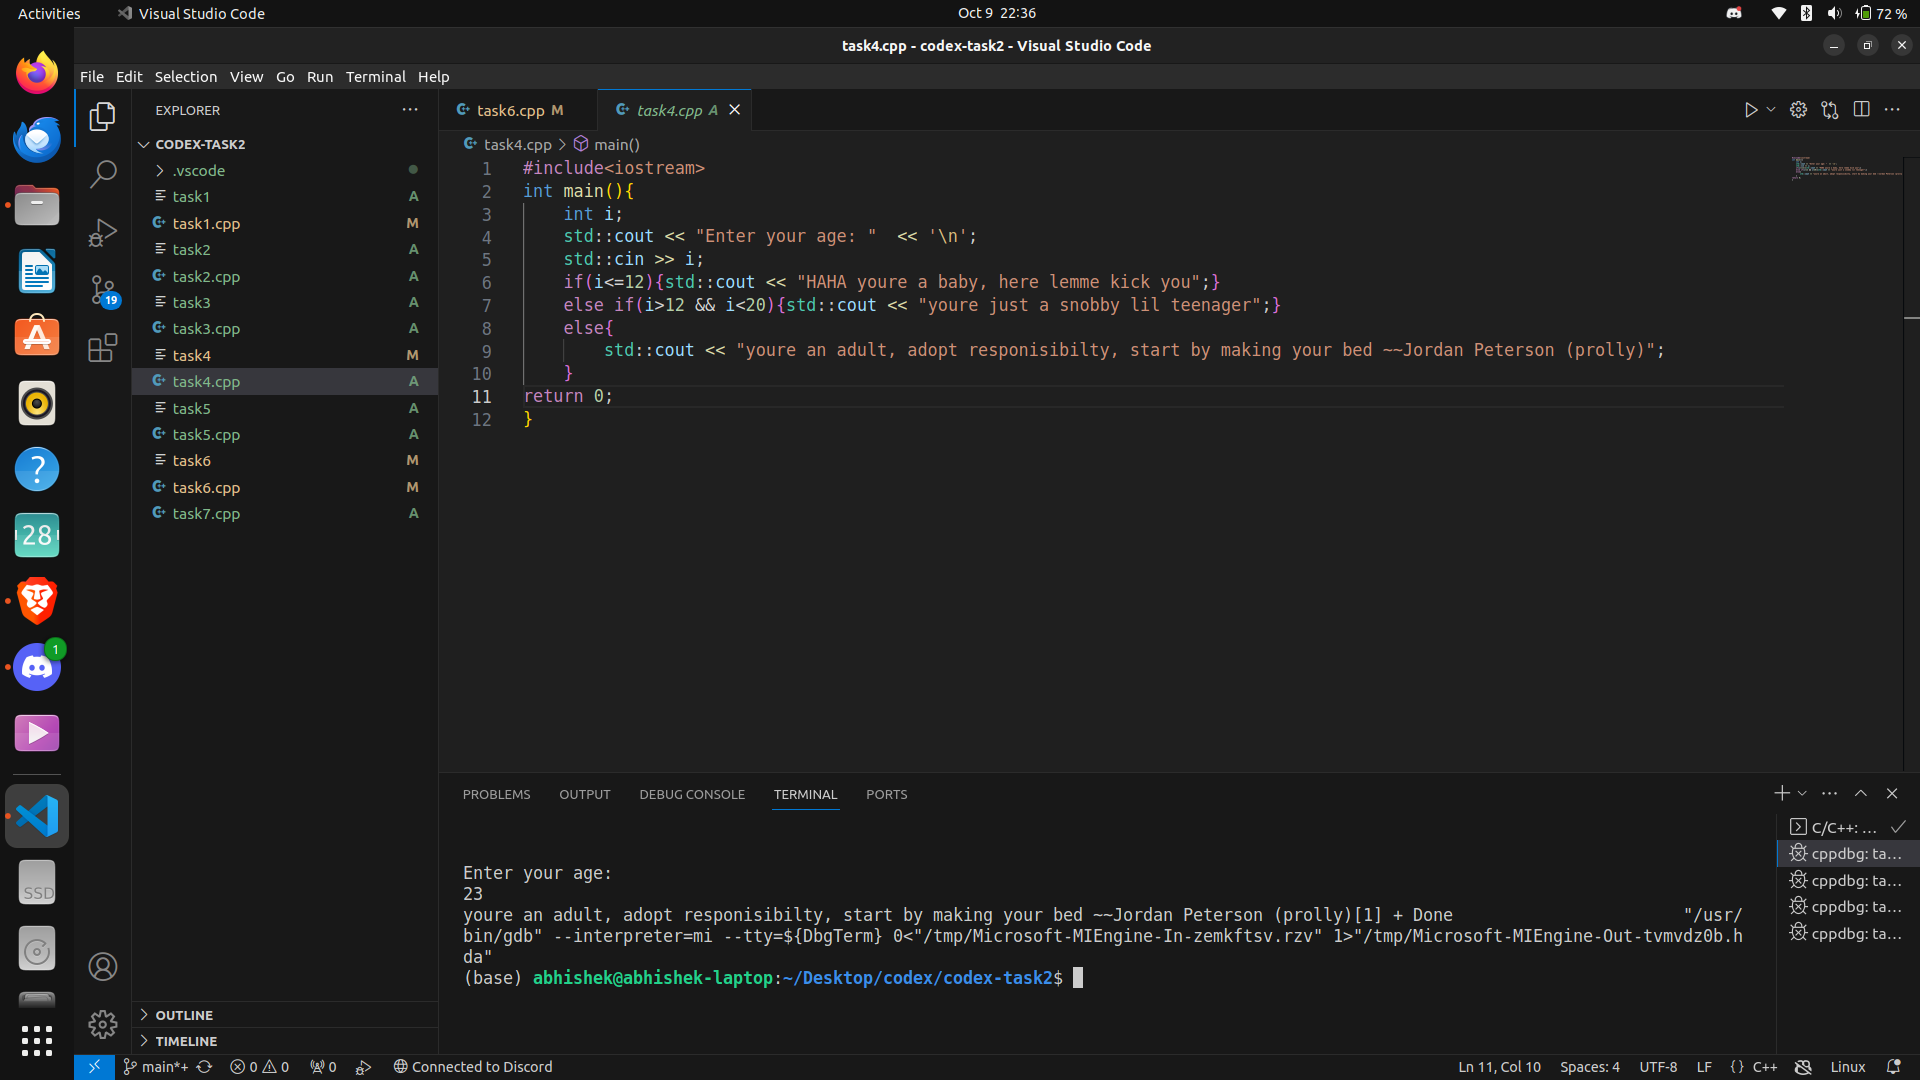 Activities
Visual Studio Code
Oct 9 22:36
72 %
task4.cpp - codex-task2 - Visual Studio Code
File Edit Selection View Go Run Terminal Help
EXPLORER
CODEX-TASK2
.vscode
task1 A
task1.cpp M
task2 A
task2.cpp A
task3 A
task3.cpp A
task4 M
task4.cpp A
task5 A
task5.cpp A
task6 M
task6.cpp M
task7.cpp A
OUTLINE
TIMELINE
28
1
SSD
19
task6.cpp M
task4.cpp A
task4.cpp > main()
1 #include<iostream>
2 int main(){
3 int i;
4 std::cout << "Enter your age: "  << '\n';
5 std::cin >> i;
6 if(i<=12){std::cout << "HAHA youre a baby, here lemme kick you";}
7 else if(i>12 && i<20){std::cout << "youre just a snobby lil teenager";}
8 else{
9 std::cout << "youre an adult, adopt responisibilty, start by making your bed ~~Jordan Peterson (prolly)";
10 }
11 return 0;
12 }
PROBLEMS OUTPUT DEBUG CONSOLE TERMINAL PORTS
Enter your age:
23
youre an adult, adopt responisibilty, start by making your bed ~~Jordan Peterson (prolly)[1] + Done                       "/usr/
bin/gdb" --interpreter=mi --tty=${DbgTerm} 0<"/tmp/Microsoft-MIEngine-In-zemkftsv.rzv" 1>"/tmp/Microsoft-MIEngine-Out-tvmvdz0b.h
da"
(base) abhishek@abhishek-laptop:~/Desktop/codex/codex-task2$
C/C++: ...
cppdbg: ta...
cppdbg: ta...
cppdbg: ta...
cppdbg: ta...
main*+ 0 0 0 Connected to Discord
Ln 11, Col 10 Spaces: 4 UTF-8 LF {} C++ Linux